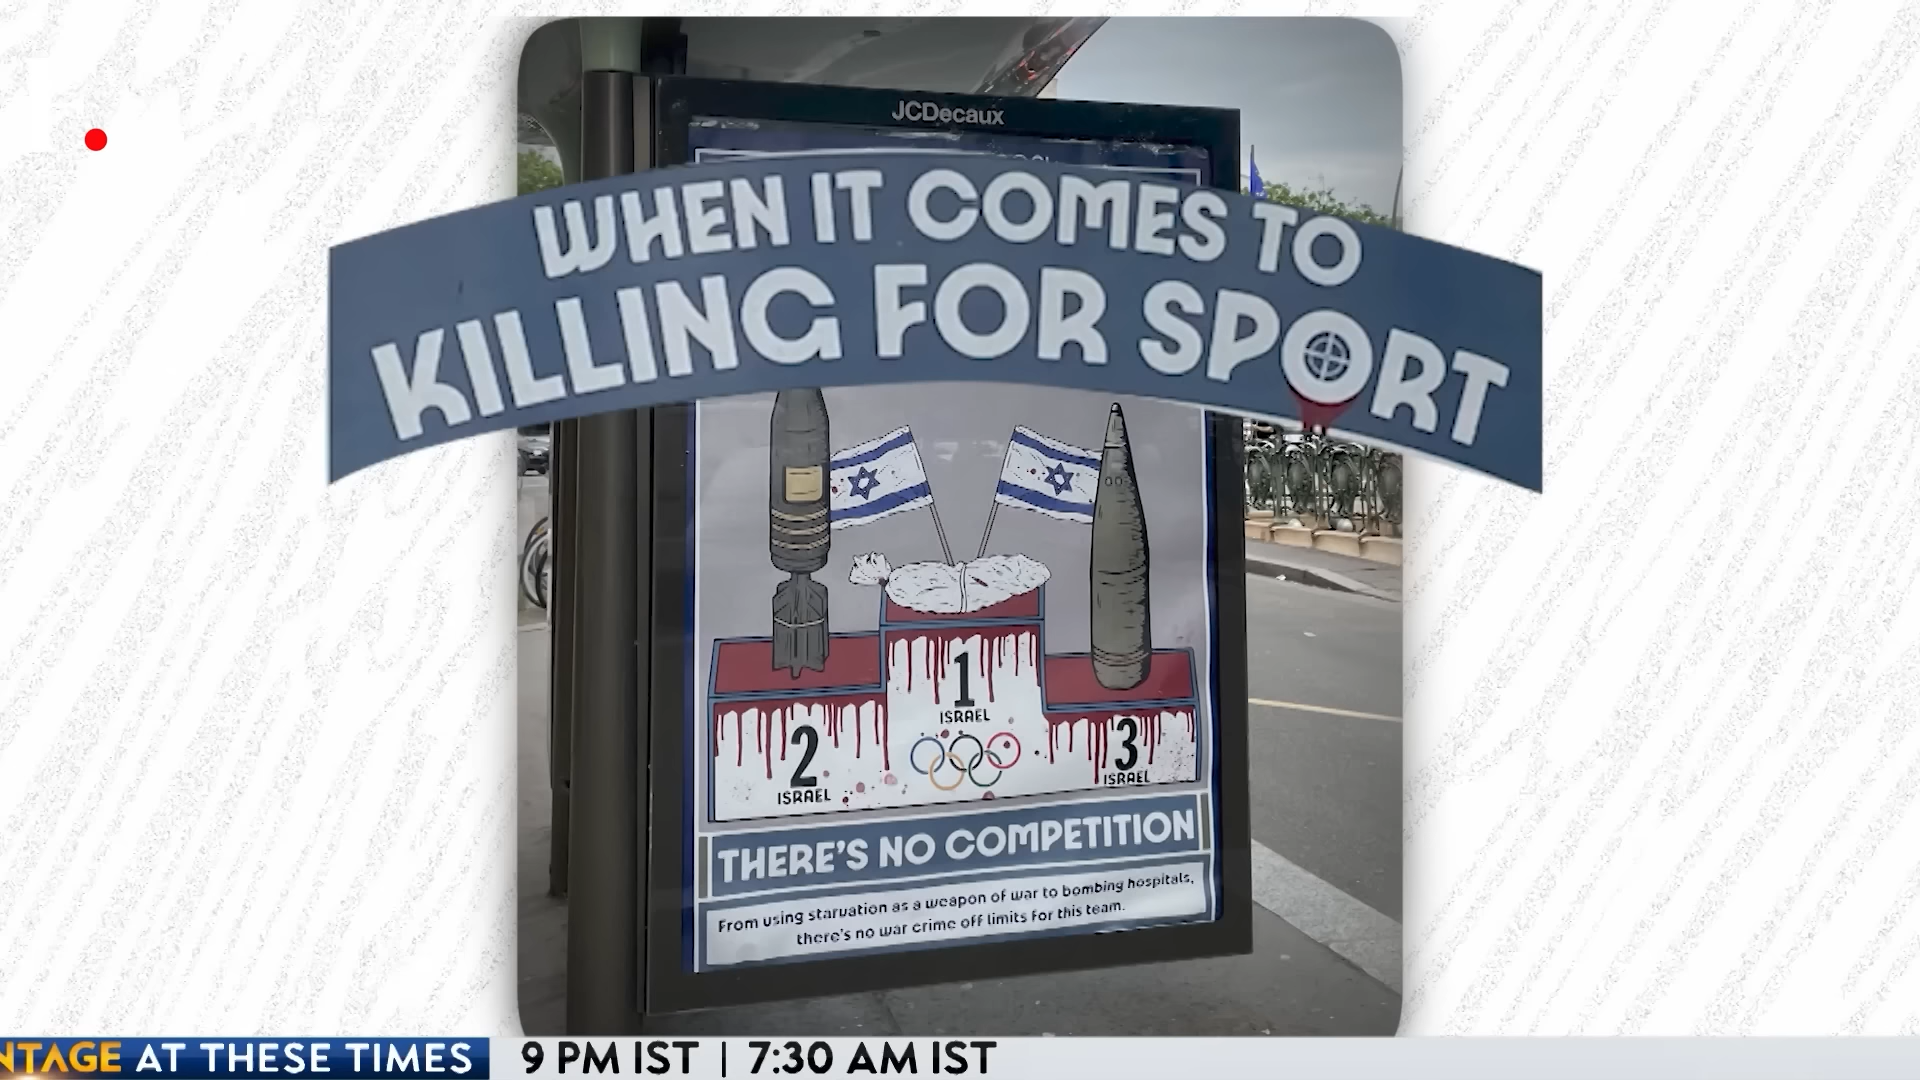 JCDecaux
WHEN IT COMES TO
KILLING FOR SPORT
1
ISRAEL
2
ISRAEL
3
ISRAEL
THERE'S NO COMPETITION
From using starvation as a weapon of war to bombing hospitals,
there's no war crime off limits for this team.
NTAGE AT THESE TIMES 9 PM IST | 7:30 AM IST